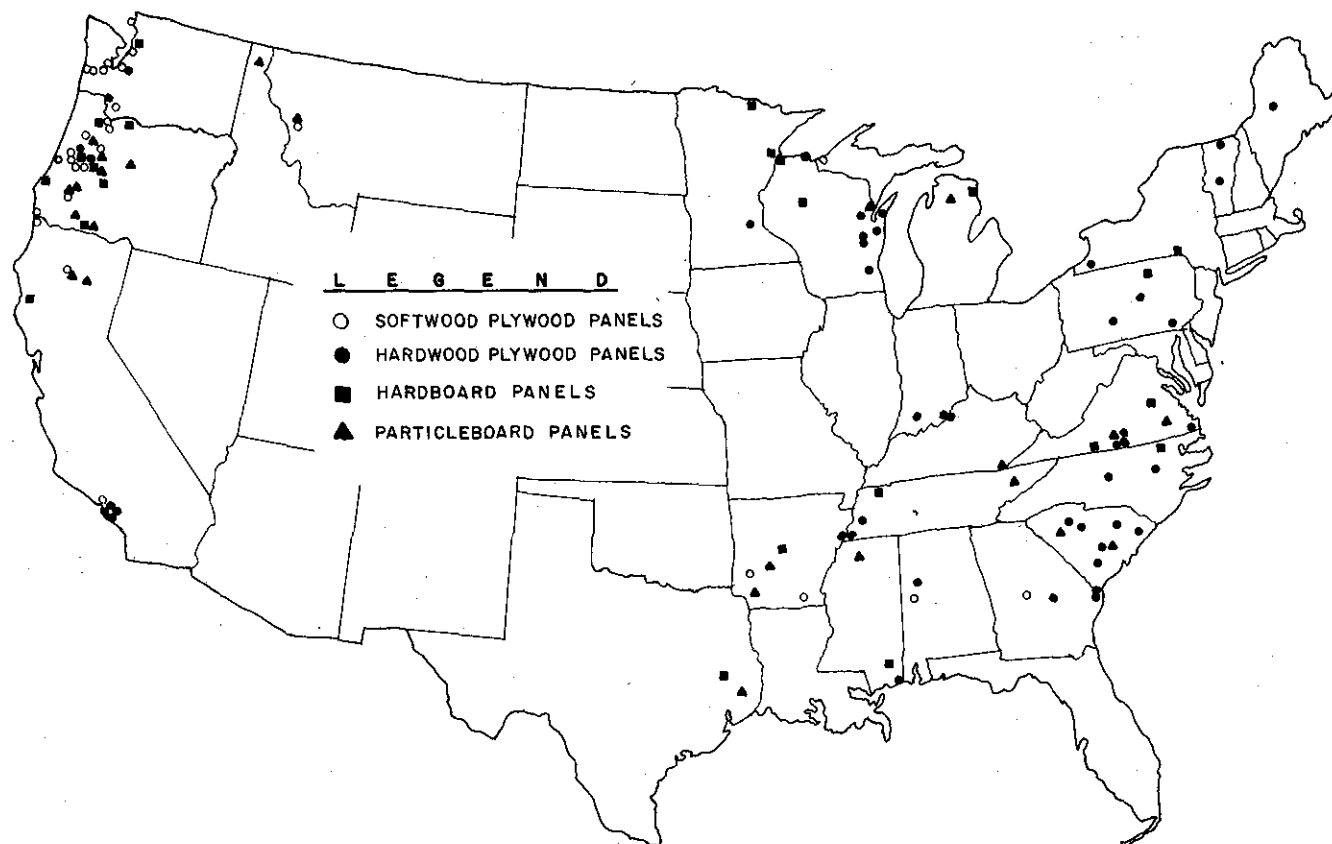 L E G E N D
SOFTWOOD PLYWOOD PANELS
HARDWOOD PLYWOOD PANELS
HARDBOARD PANELS
PARTICLEBOARD PANELS